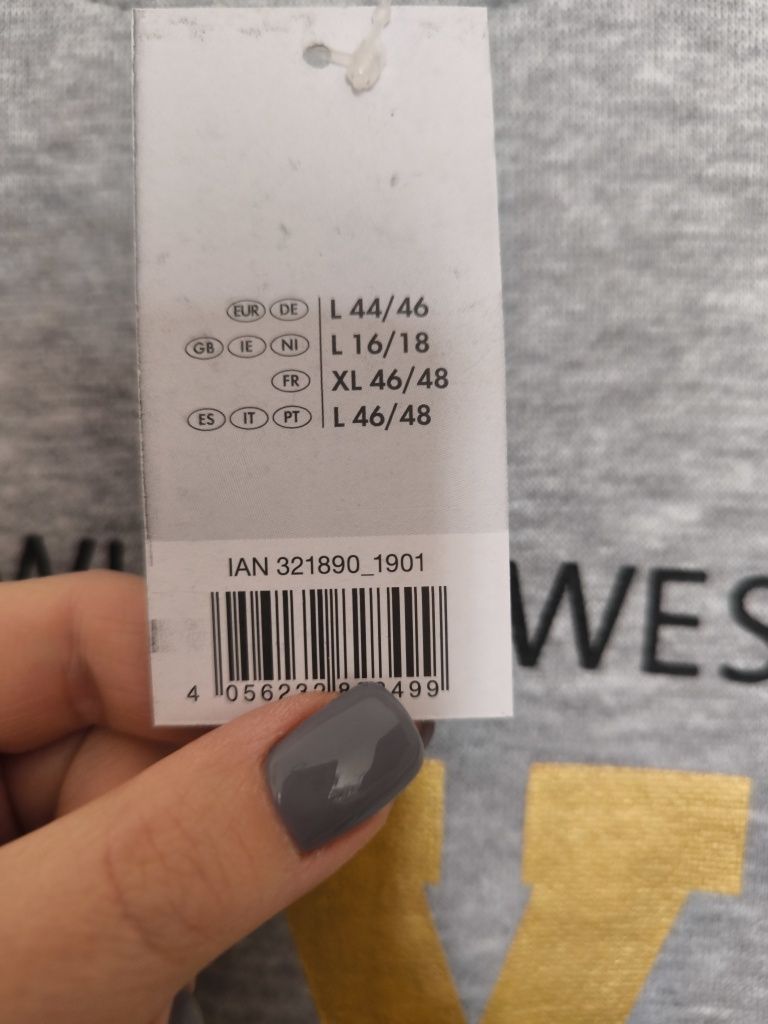 EUR DE L 44/46
GB IE NI L 16/18
FR XL 46/48
ES IT PT L 46/48
IAN 321890_1901
WES
Y